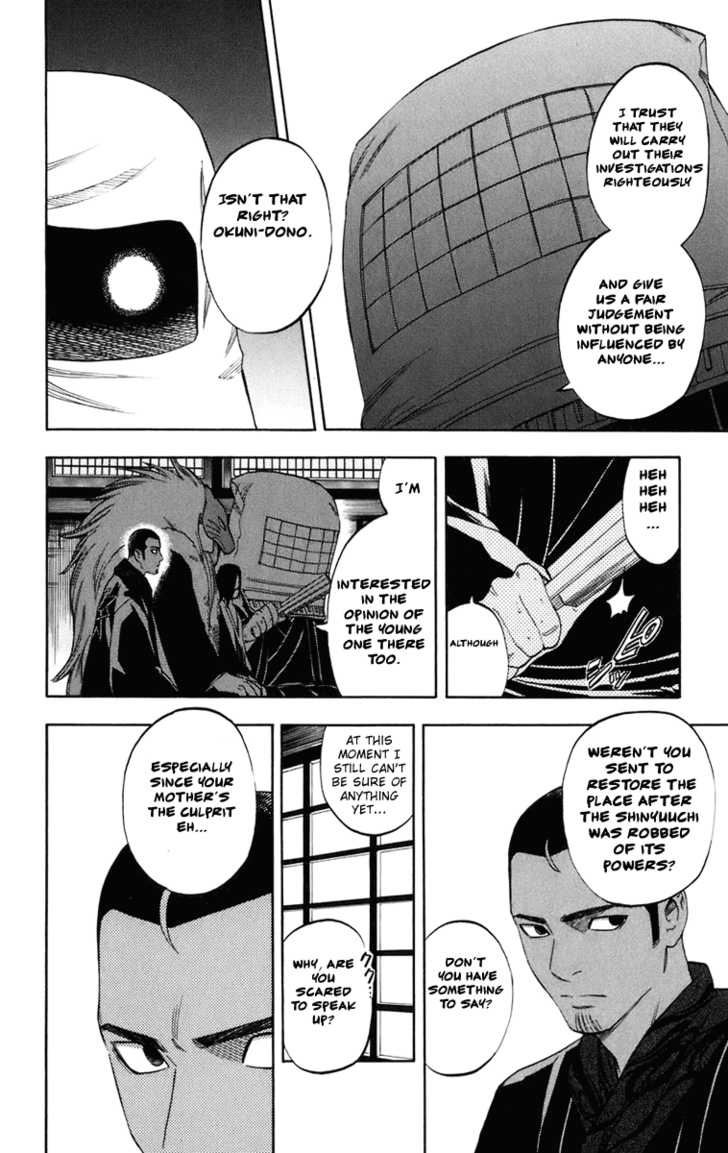 I TRUST
THAT THEY
WILL CARRY
OUT THEIR
INVESTIGATIONS
RIGHTEOUSLY
AND GIVE
US A FAIR
JUDGEMENT
WITHOUT BEING
INFLUENCED BY
ANYONE...
ISN'T THAT
RIGHT?
OKUNI-DONO.
HEH
HEH
HEH
...
ALTHOUGH
I'M
INTERESTED
IN THE
OPINION OF
THE YOUNG
ONE THERE
TOO.
WEREN'T YOU
SENT TO
RESTORE THE
PLACE AFTER
THE SHINYUUCHI
WAS ROBBED
OF ITS
POWERS?
DON'T
YOU HAVE
SOMETHING
TO SAY?
AT THIS
MOMENT I
STILL CAN'T
BE SURE OF
ANYTHING
YET...
WHY, ARE
YOU
SCARED
TO SPEAK
UP?
ESPECIALLY
SINCE YOUR
MOTHER'S
THE CULPRIT
EH...